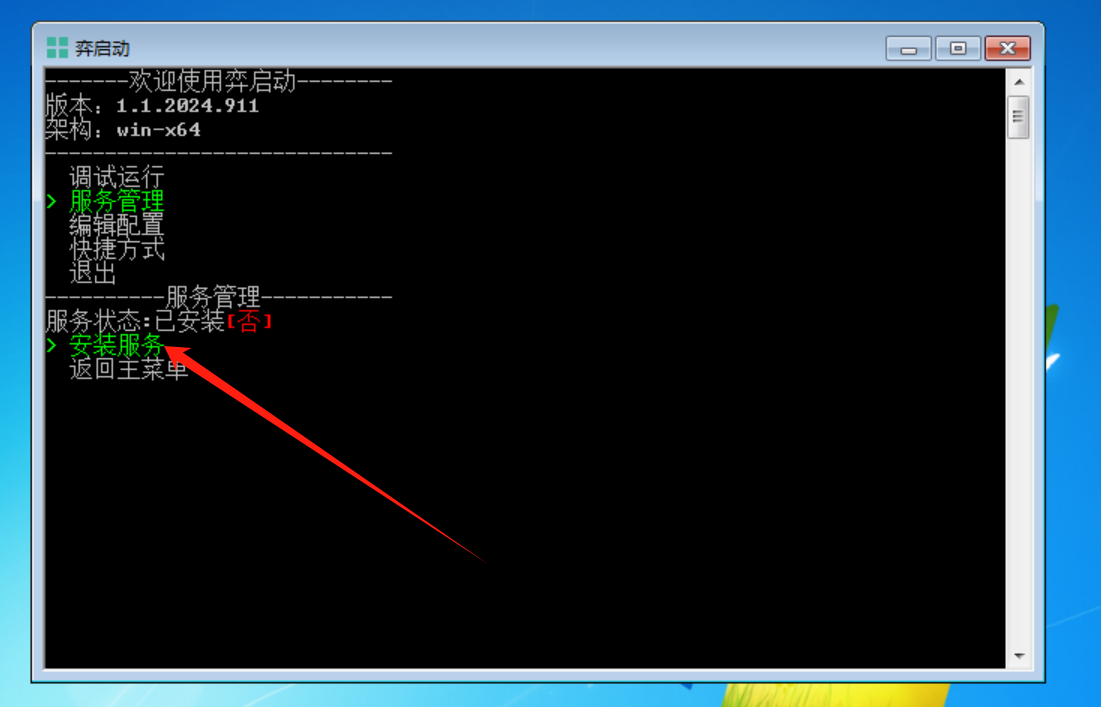 弈启动
-------欢迎使用弈启动--------
版本：1.1.2024.911
架构：win-x64
-----------------------------
调试运行
> 服务管理
编辑配置
快捷方式
退出
----------服务管理-----------
服务状态:已安装[否]
> 安装服务
返回主菜单